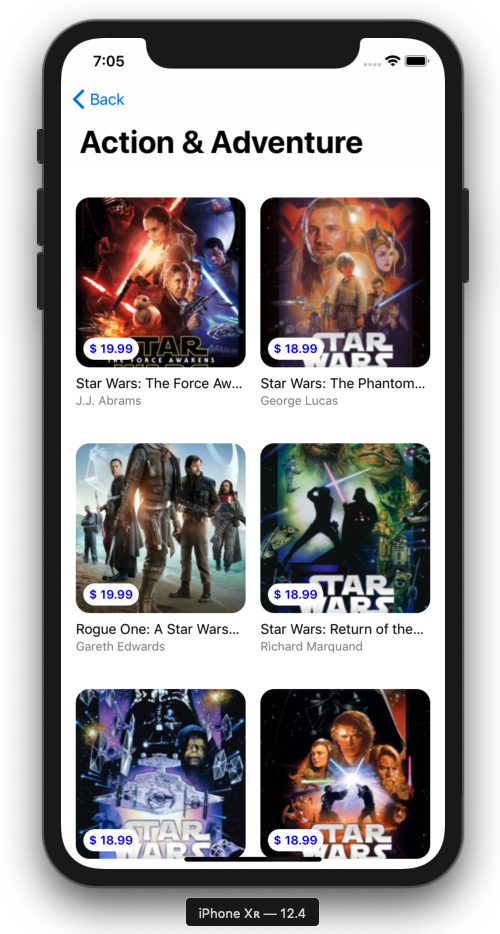 7:05
Back
Action & Adventure
STAR
THE FORCE AWAKENS
WARS
$ 19.99
STAR
WARS
$ 18.99
Star Wars: The Force Aw...
J.J. Abrams
Star Wars: The Phantom...
George Lucas
$ 19.99
STAR
WARS
$ 18.99
Rogue One: A Star Wars...
Gareth Edwards
Star Wars: Return of the...
Richard Marquand
STAR
WARS
$ 18.99
STAR
WARS
$ 18.99
iPhone XR — 12.4